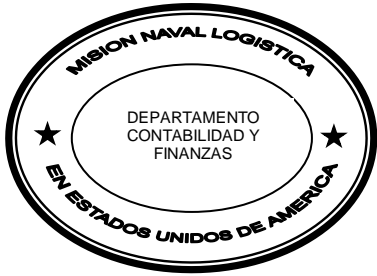 MISION NAVAL LOGISTICA
DEPARTAMENTO
CONTABILIDAD Y
FINANZAS
EN ESTADOS UNIDOS DE AMERICA